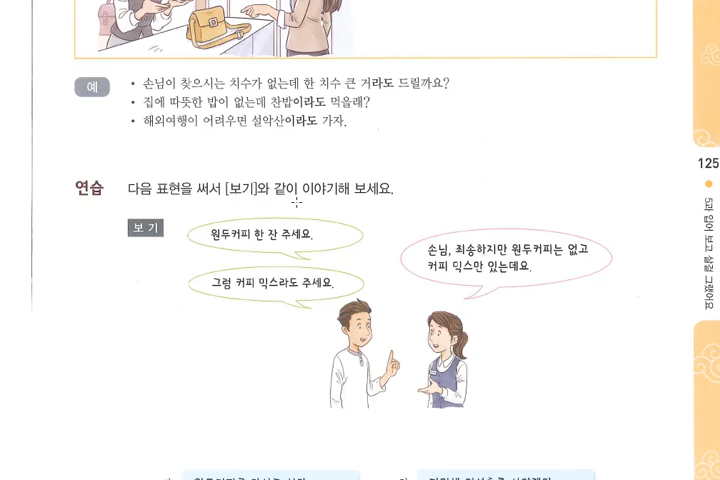 예
• 손님이 찾으시는 치수가 없는데 한 치수 큰 거라도 드릴까요?
• 집에 따뜻한 밥이 없는데 찬밥이라도 먹을래?
• 해외여행이 어려우면 설악산이라도 가자.
연습 다음 표현을 써서 [보기]와 같이 이야기해 보세요.
보기
원두커피 한 잔 주세요.
손님, 죄송하지만 원두커피는 없고
커피 믹스만 있는데요.
그럼 커피 믹스라도 주세요.
125
5과 입어 보고 살걸 그랬어요